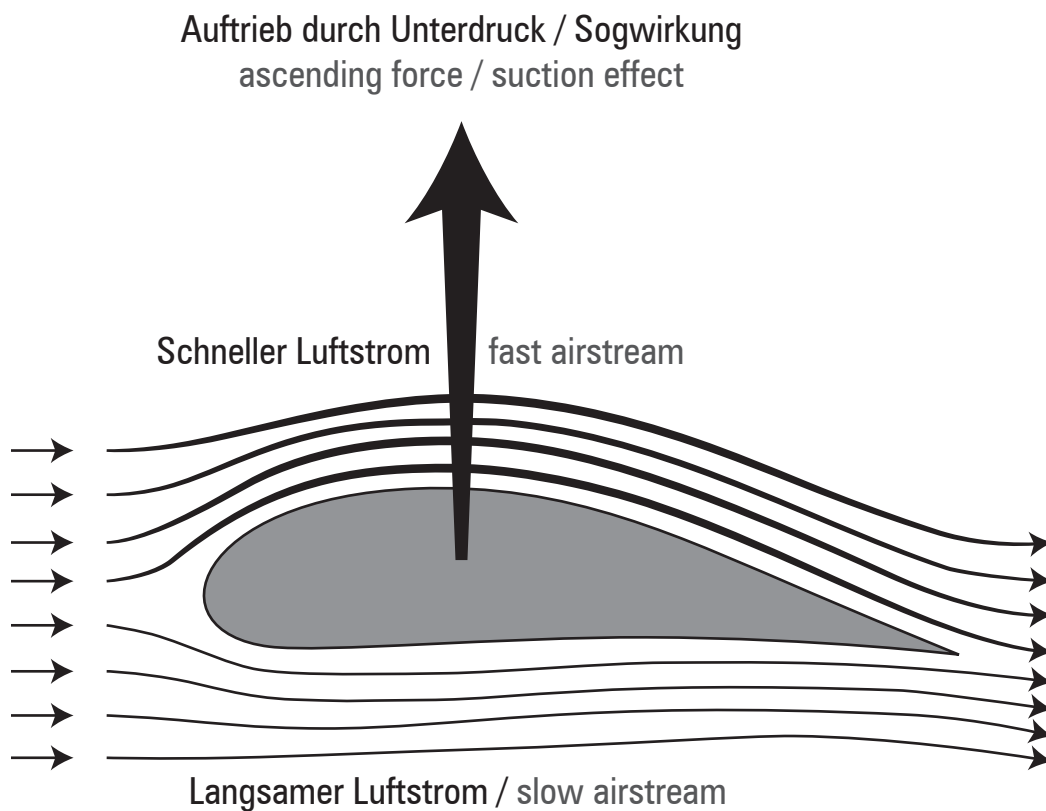 Auftrieb durch Unterdruck / Sogwirkung
ascending force / suction effect
Schneller Luftstrom fast airstream
Langsamer Luftstrom / slow airstream